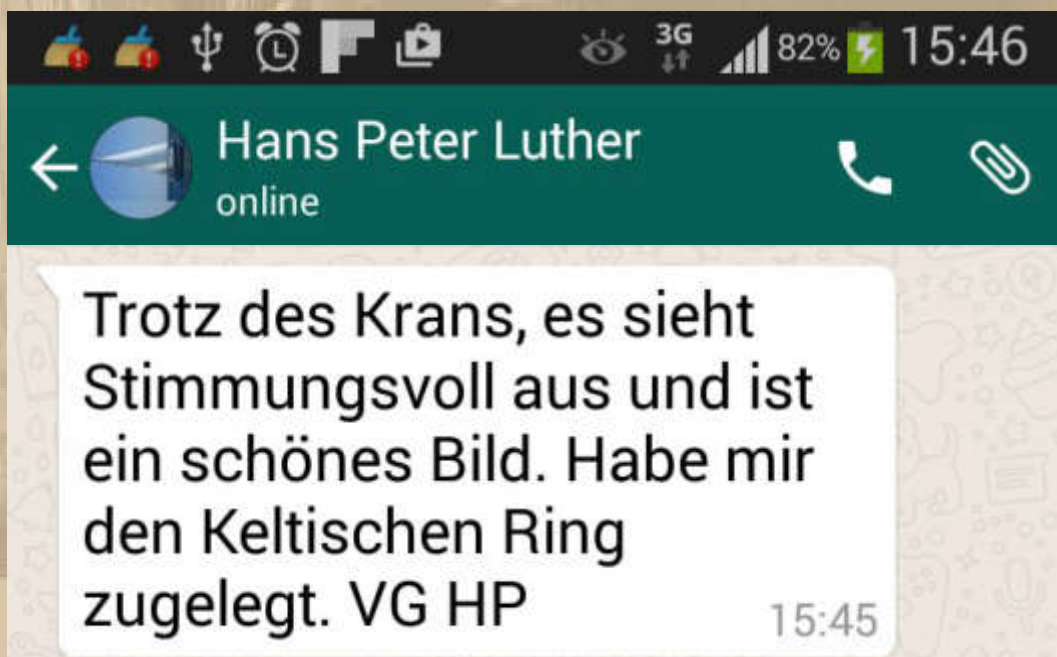 3G 82% 15:46
Hans Peter Luther
online
Trotz des Krans, es sieht
Stimmungsvoll aus und ist
ein schönes Bild. Habe mir
den Keltischen Ring
zugelegt. VG HP
15:45